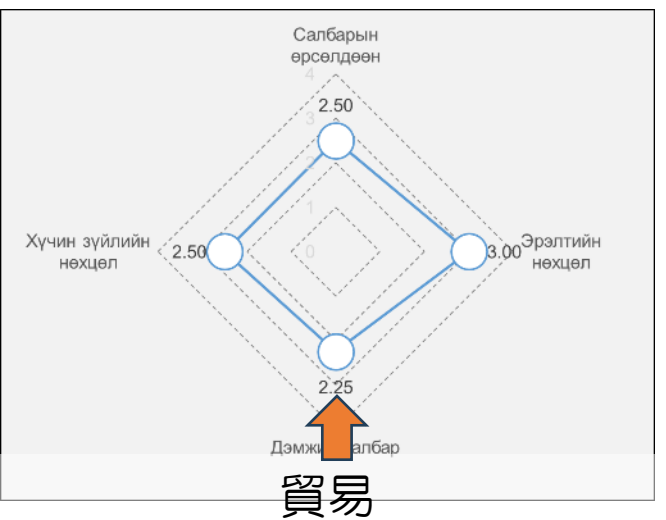 Салбарын
өрсөлдөөн
4
2.50
3
2
1
Хүчин зүйлийн
нөхцөл
2.50
0
3.00
Эрэлтийн
нөхцөл
2.25
貿易